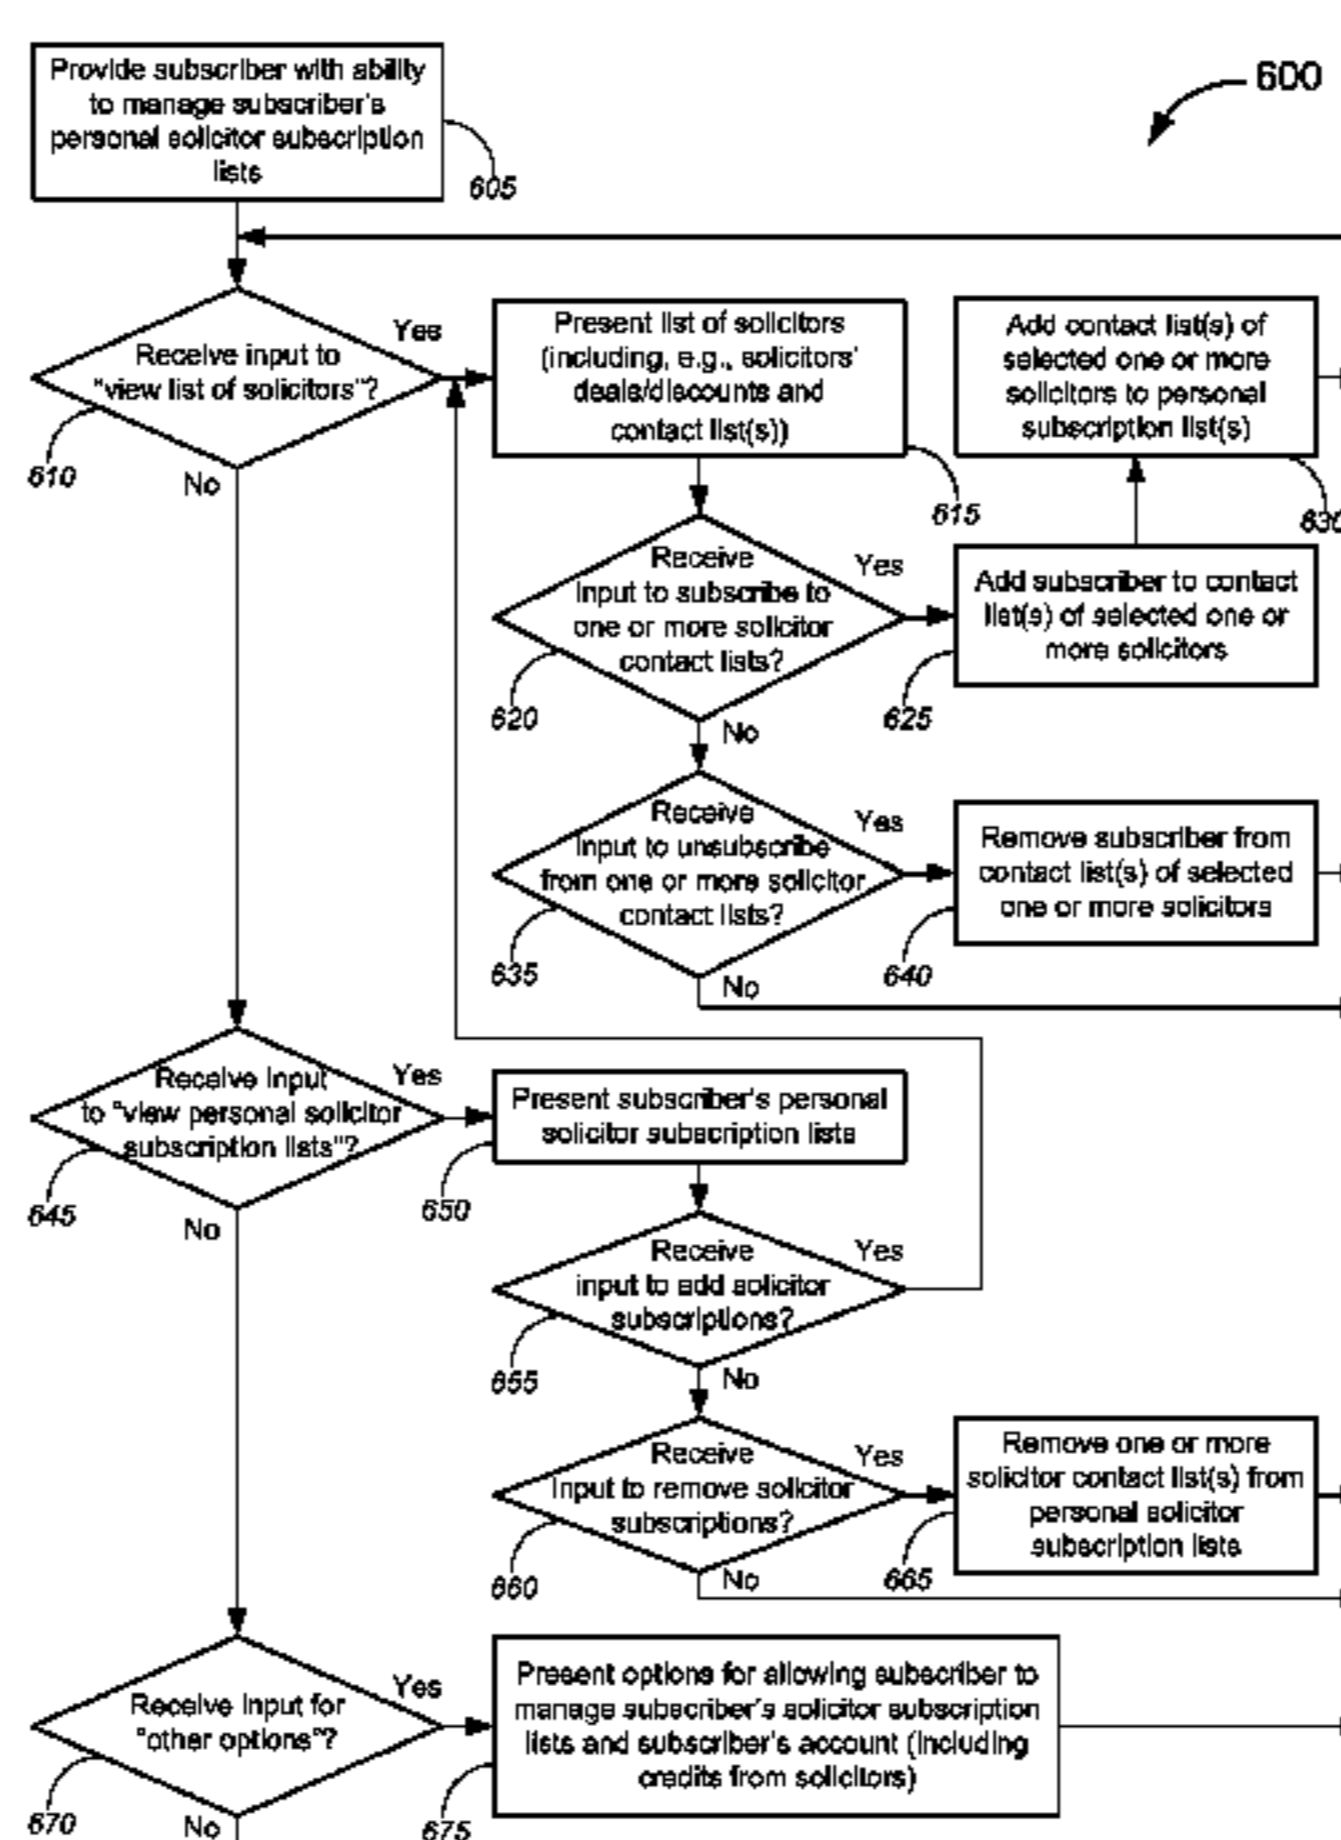 Provide subscriber with ability
to manage subscriber's
personal solicitor subscription
lists
605
600
Receive input to
"view list of solicitors"?
Yes
610
No
Present list of solicitors
(including, e.g., solicitors'
deals/discounts and
contact list(s))
615
Add contact list(s) of
selected one or more
solicitors to personal
subscription list(s)
630
Receive
input to subscribe to
one or more solicitor
contact lists?
Yes
620
No
Add subscriber to contact
list(s) of selected one or
more solicitors
625
Receive
input to unsubscribe
from one or more solicitor
contact lists?
Yes
635
No
Remove subscriber from
contact list(s) of selected
one or more solicitors
640
Receive input
to "view personal solicitor
subscription lists"?
Yes
645
No
Present subscriber's personal
solicitor subscription lists
650
Receive
input to add solicitor
subscriptions?
Yes
655
No
Receive
input to remove solicitor
subscriptions?
Yes
660
No
Remove one or more
solicitor contact list(s) from
personal solicitor
subscription lists
665
Receive input for
"other options"?
Yes
670
No
Present options for allowing subscriber to
manage subscriber's solicitor subscription
lists and subscriber's account (including
credits from solicitors)
675